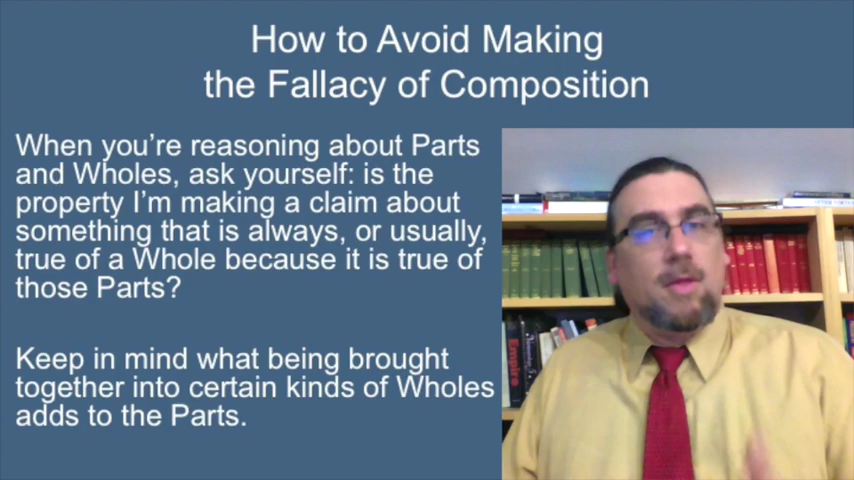 How to Avoid Making
the Fallacy of Composition
When you’re reasoning about Parts
and Wholes, ask yourself: is the
property I’m making a claim about
something that is always, or usually,
true of a Whole because it is true of
those Parts?
Keep in mind what being brought
together into certain kinds of Wholes
adds to the Parts.
Empire